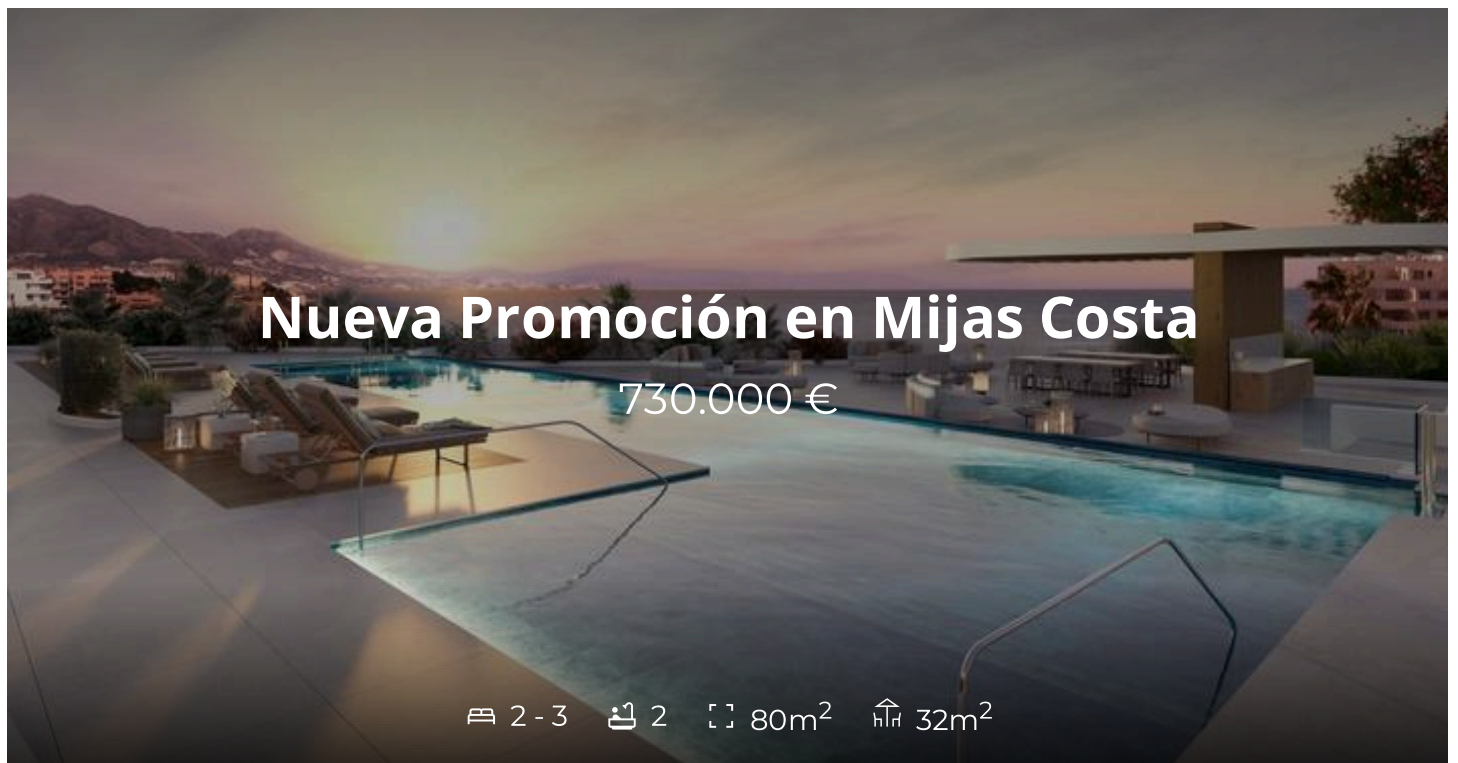 Nueva Promoción en Mijas Costa
730.000 €
2 - 3 2 80m² 32m²